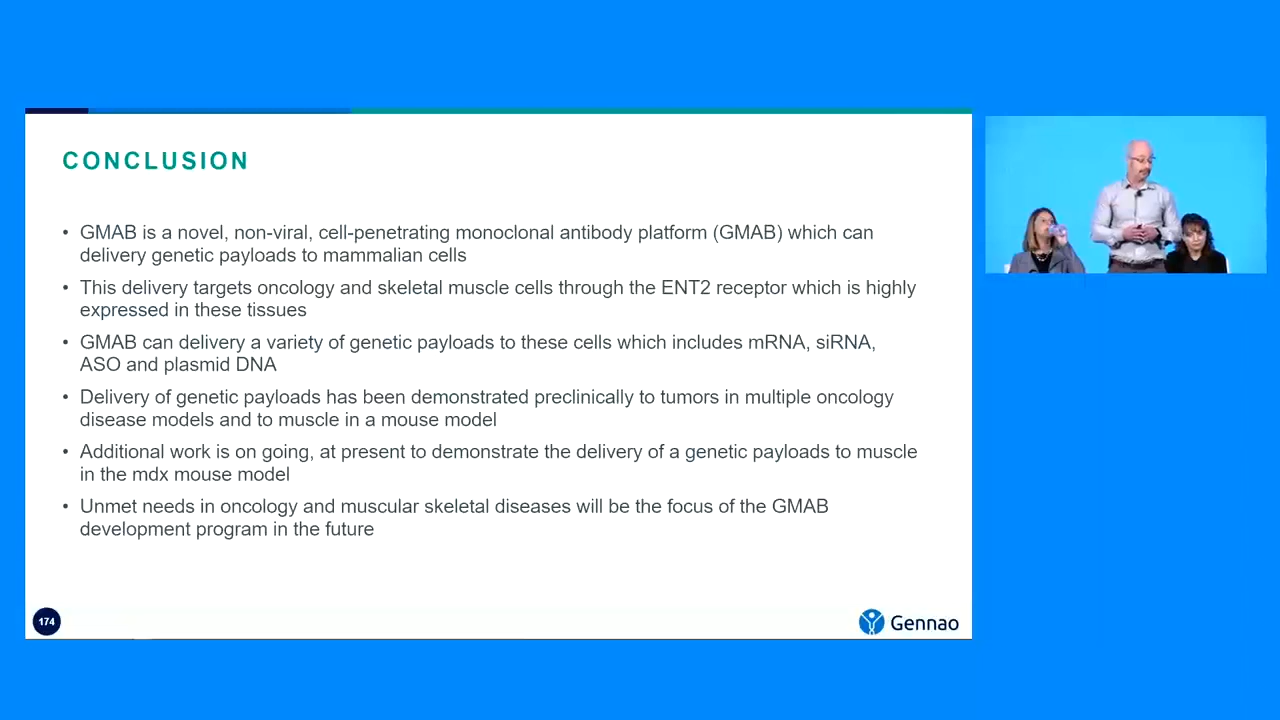 CONCLUSION
• GMAB is a novel, non-viral, cell-penetrating monoclonal antibody platform (GMAB) which can
delivery genetic payloads to mammalian cells
• This delivery targets oncology and skeletal muscle cells through the ENT2 receptor which is highly
expressed in these tissues
• GMAB can delivery a variety of genetic payloads to these cells which includes mRNA, siRNA,
ASO and plasmid DNA
• Delivery of genetic payloads has been demonstrated preclinically to tumors in multiple oncology
disease models and to muscle in a mouse model
• Additional work is on going, at present to demonstrate the delivery of a genetic payloads to muscle
in the mdx mouse model
• Unmet needs in oncology and muscular skeletal diseases will be the focus of the GMAB
development program in the future
174
Gennao